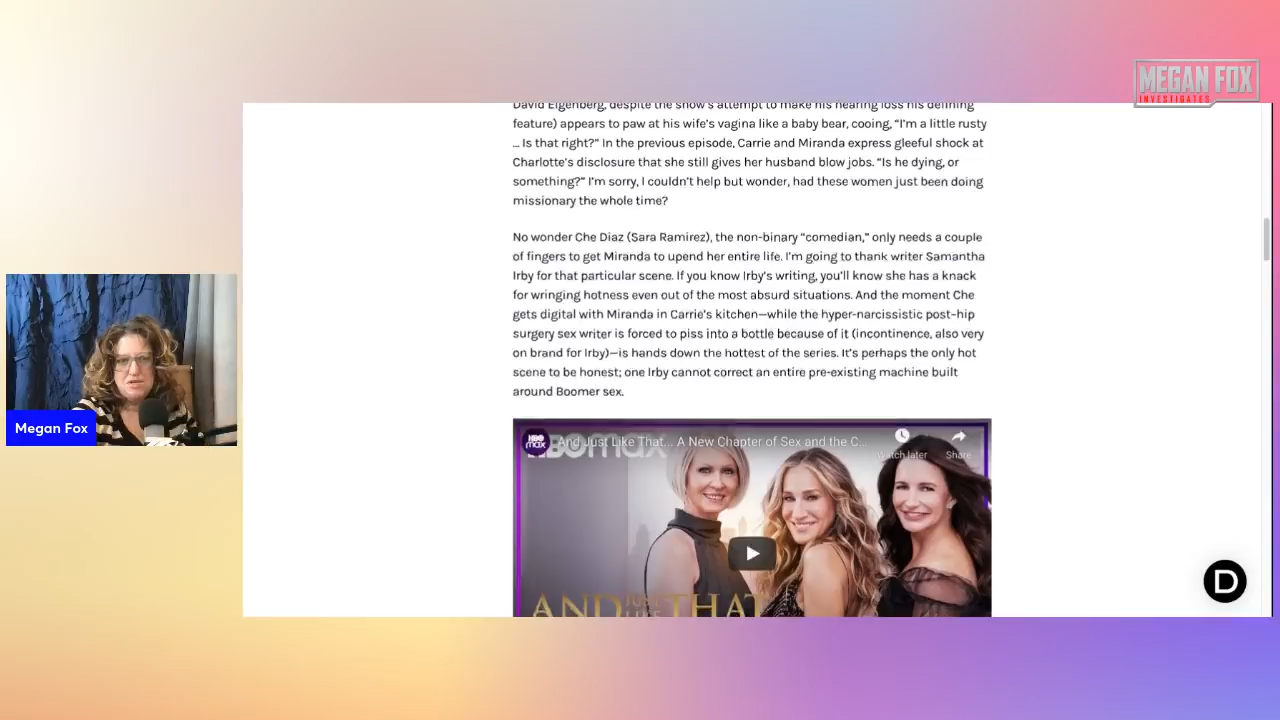 MEGAN FOX
INVESTIGATES
David Eigenberg, despite the show's attempt to make his hearing loss his defining
feature) appears to paw at his wife's vagina like a baby bear, cooing, “I'm a little rusty
... Is that right?” In the previous episode, Carrie and Miranda express gleeful shock at
Charlotte's disclosure that she still gives her husband blow jobs. “Is he dying, or
something?” I'm sorry, I couldn't help but wonder, had these women just been doing
missionary the whole time?
No wonder Che Diaz (Sara Ramirez), the non-binary “comedian,” only needs a couple
of fingers to get Miranda to upend her entire life. I'm going to thank writer Samantha
Irby for that particular scene. If you know Irby's writing, you'll know she has a knack
for wringing hotness even out of the most absurd situations. And the moment Che
gets digital with Miranda in Carrie's kitchen—while the hyper-narcissistic post-hip
surgery sex writer is forced to piss into a bottle because of it (incontinence, also very
on brand for Irby)—is hands down the hottest of the series. It's perhaps the only hot
scene to be honest; one Irby cannot correct an entire pre-existing machine built
around Boomer sex.
Megan Fox
HBO max
And Just Like That... A New Chapter of Sex and the C...
Watch later
Share
HBOmax
AND JUST LIKE THAT
D